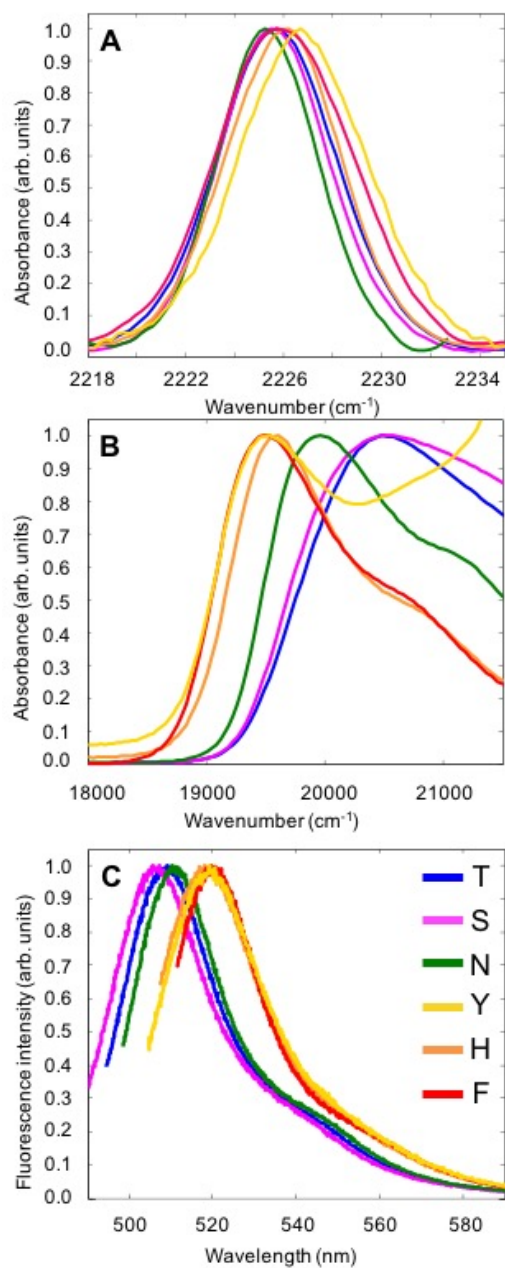 A
Absorbance (arb. units)
1.0
0.9
0.8
0.7
0.6
0.5
0.4
0.3
0.2
0.1
0.0
2218 2222 2226 2230 2234
Wavenumber (cm⁻¹)
B
Absorbance (arb. units)
1.0
0.9
0.8
0.7
0.6
0.5
0.4
0.3
0.2
0.1
0.0
18000 19000 20000 21000
Wavenumber (cm⁻¹)
C
Fluorescence intensity (arb. units)
1.0
0.9
0.8
0.7
0.6
0.5
0.4
0.3
0.2
0.1
0.0
T
S
N
Y
H
F
500 520 540 560 580
Wavelength (nm)